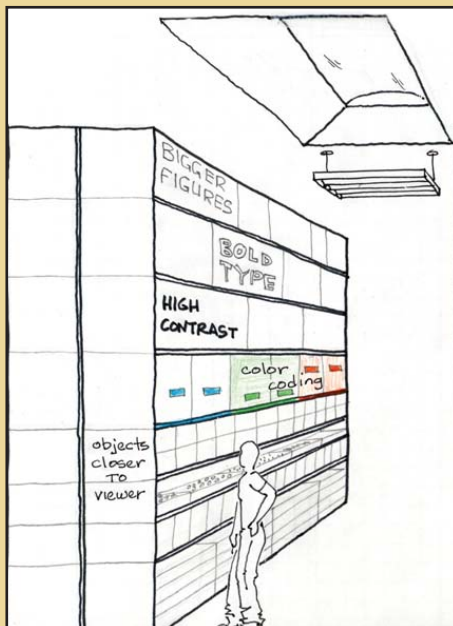 BIGGER
FIGURES
BOLD
TYPE
HIGH
CONTRAST
color
coding
objects
closer
TO
viewer